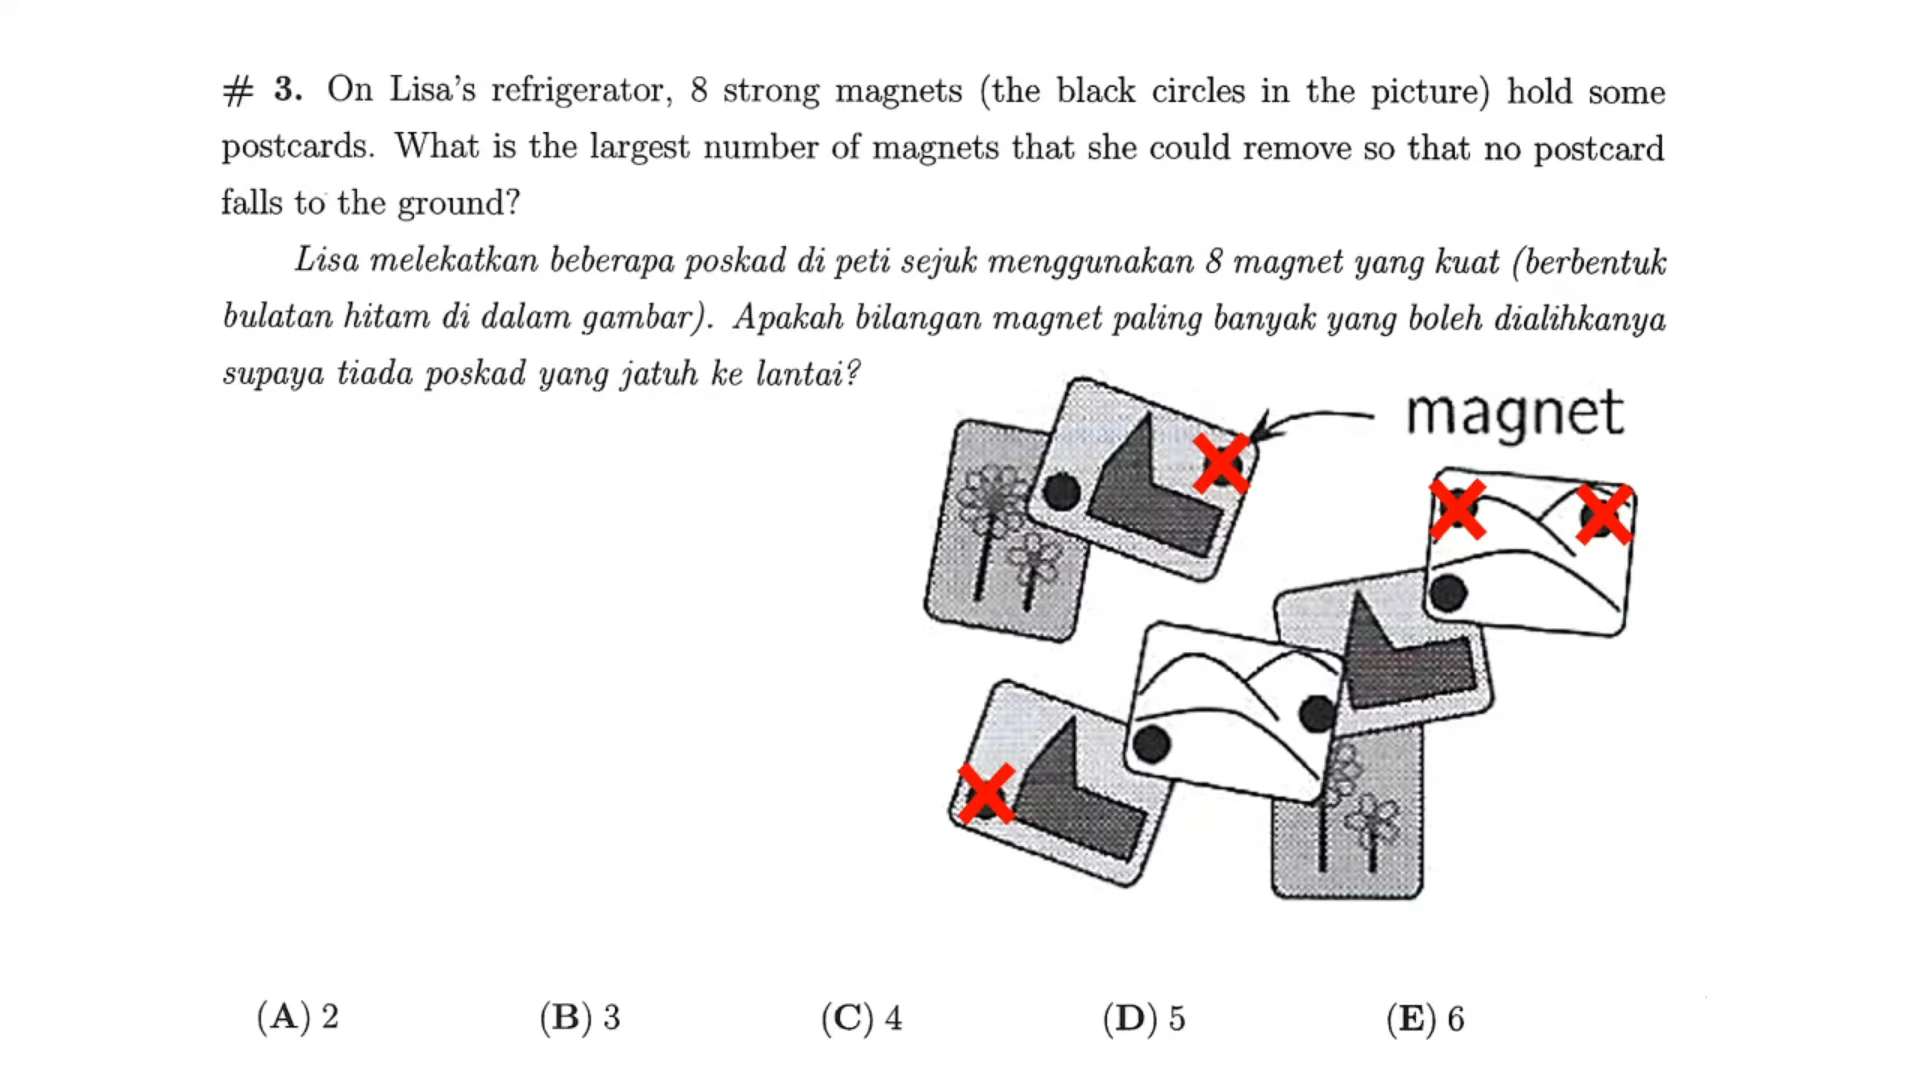 # 3. On Lisa's refrigerator, 8 strong magnets (the black circles in the picture) hold some
postcards. What is the largest number of magnets that she could remove so that no postcard
falls to the ground?
Lisa melekatkan beberapa poskad di peti sejuk menggunakan 8 magnet yang kuat (berbentuk
bulatan hitam di dalam gambar). Apakah bilangan magnet paling banyak yang boleh dialihkanya
supaya tiada poskad yang jatuh ke lantai?
magnet
(A) 2 (B) 3 (C) 4 (D) 5 (E) 6